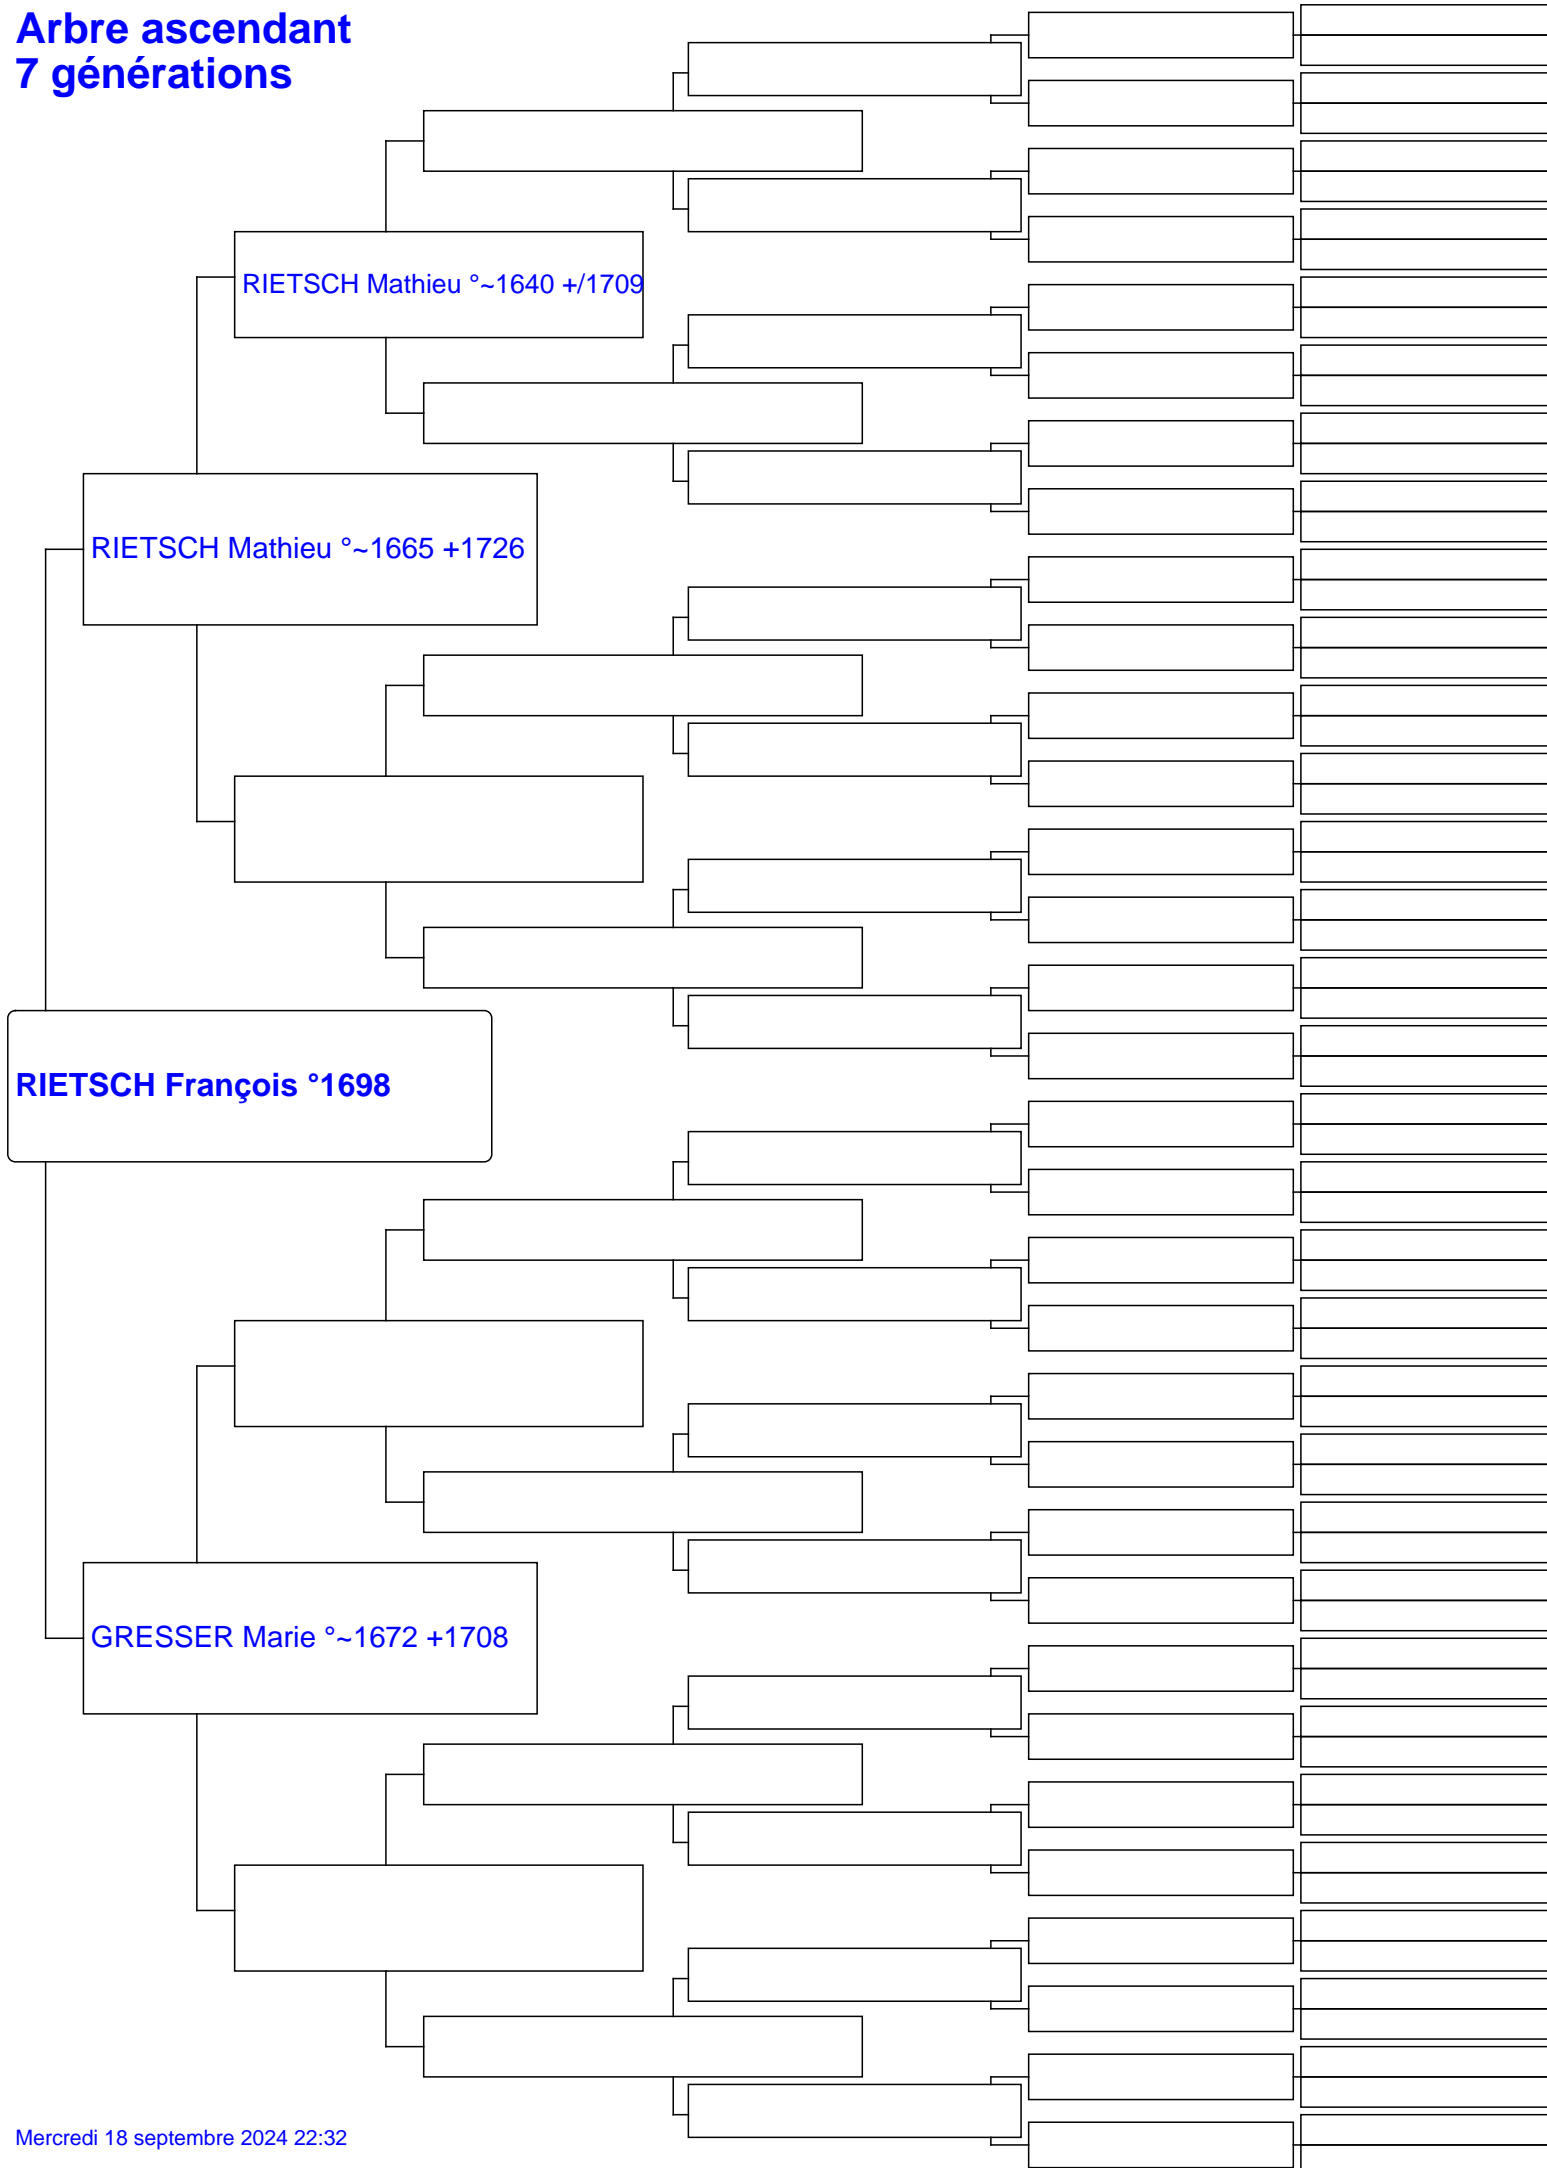 Arbre ascendant
7 générations
RIETSCH Mathieu °~1640 +/1709
RIETSCH Mathieu °~1665 +1726
RIETSCH François °1698
GRESSER Marie °~1672 +1708
Mercredi 18 septembre 2024 22:32